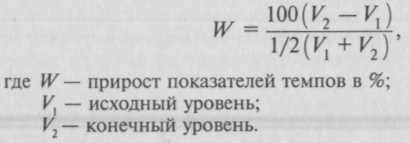 W = 100(V₂ − V₁) / 1/2(V₁ + V₂),
где W — прирост показателей темпов в %;
V₁ — исходный уровень;
V₂ — конечный уровень.